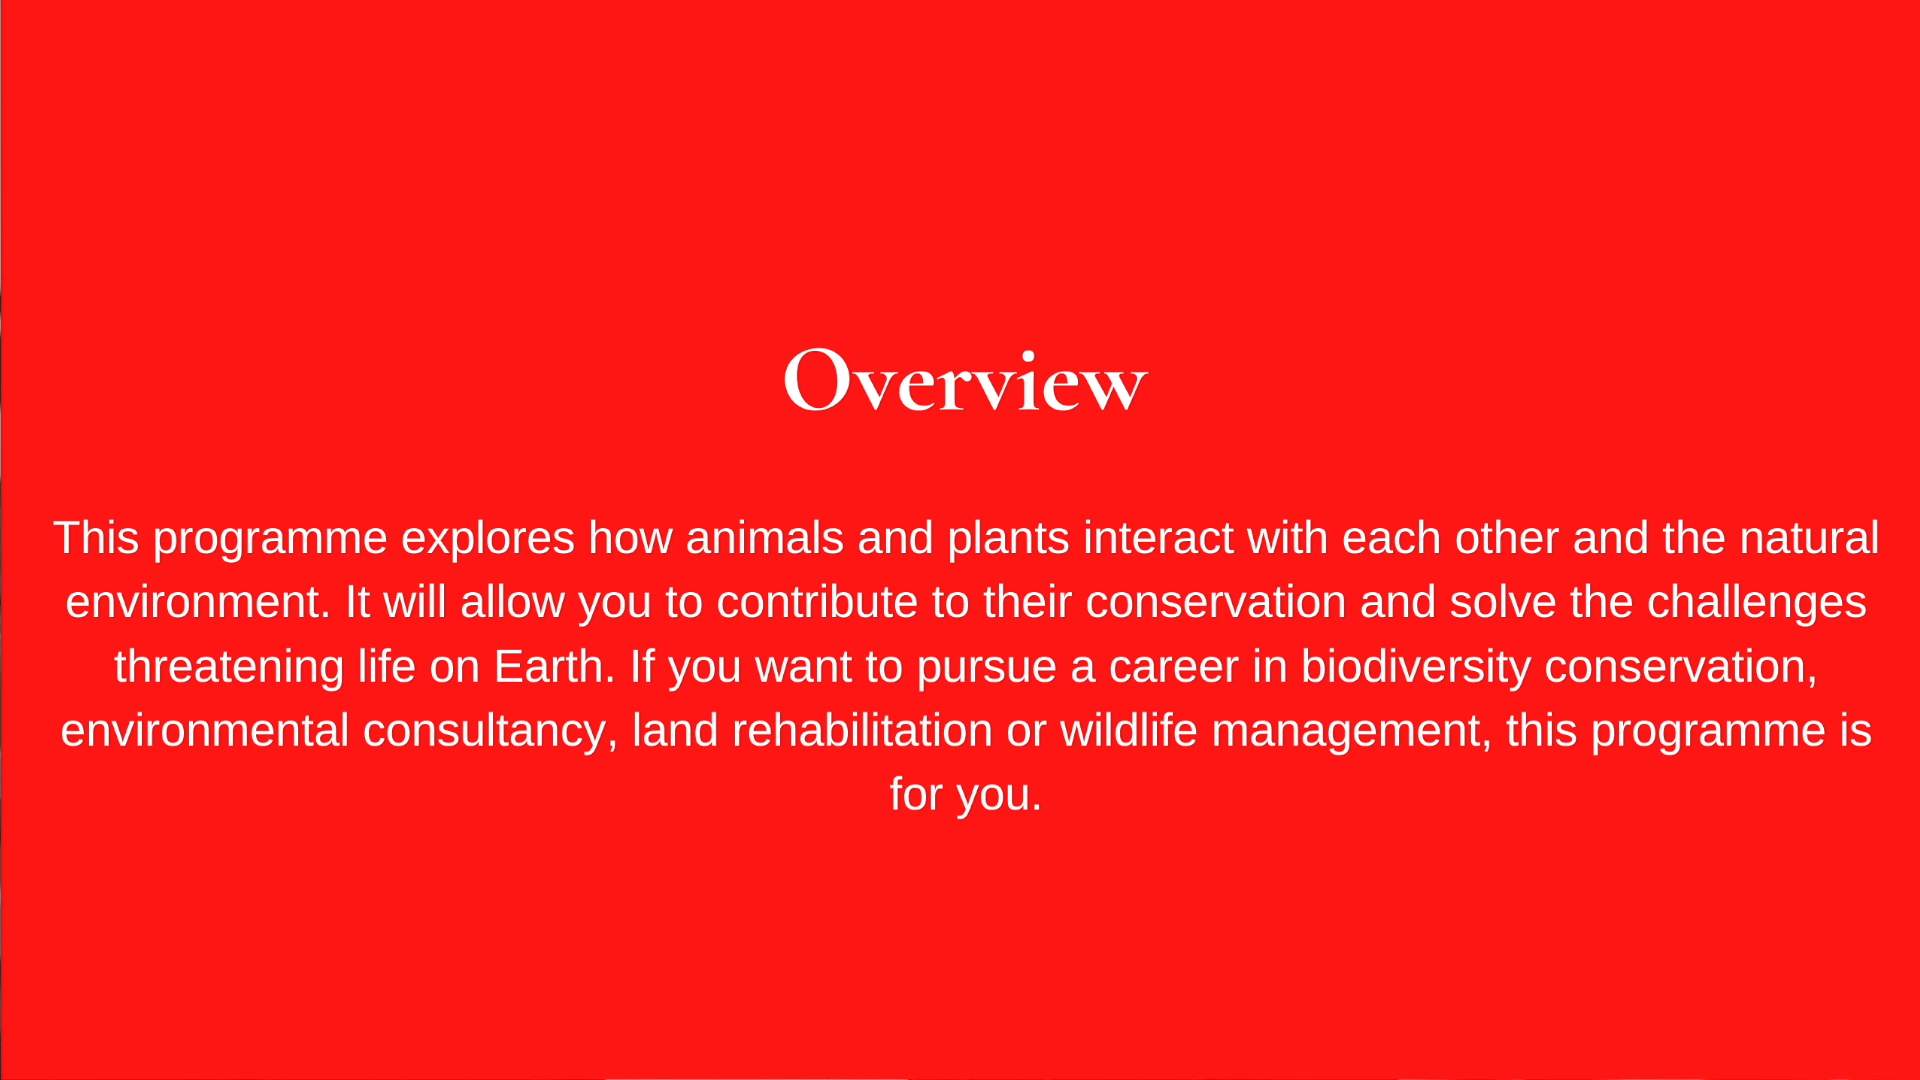 Overview
This programme explores how animals and plants interact with each other and the natural
environment. It will allow you to contribute to their conservation and solve the challenges
threatening life on Earth. If you want to pursue a career in biodiversity conservation,
environmental consultancy, land rehabilitation or wildlife management, this programme is
for you.